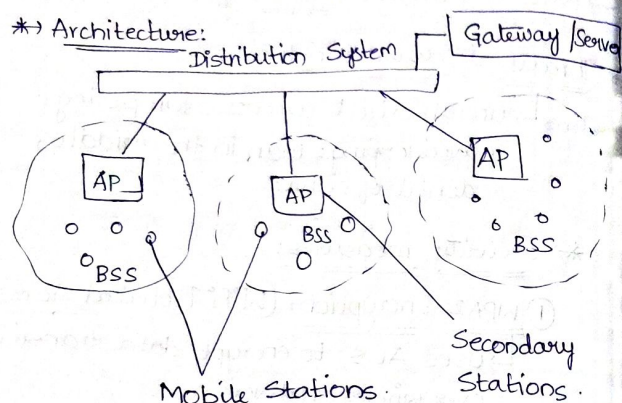 *→ Architecture:
Distribution System
Gateway /Serve
AP
AP
AP
BSS
BSS
BSS
Mobile Stations.
Secondary
Stations.